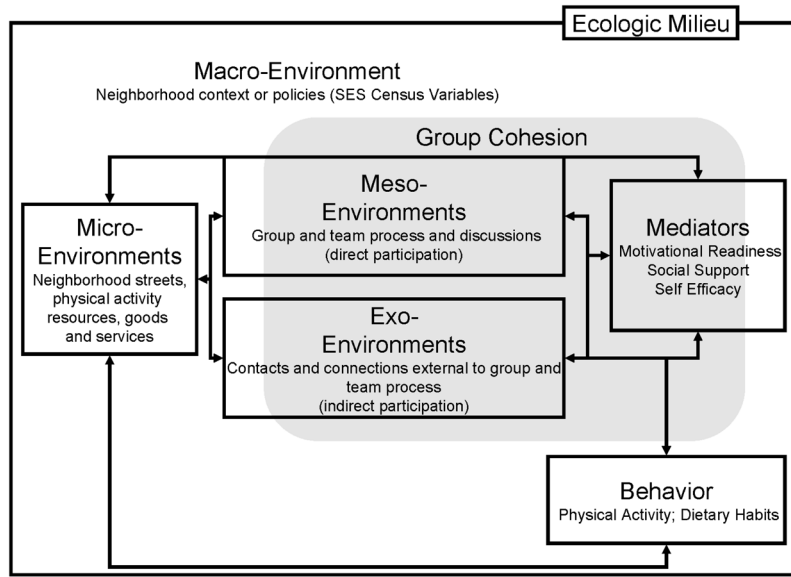 Ecologic Milieu
Macro-Environment
Neighborhood context or policies (SES Census Variables)
Group Cohesion
Meso-
Environments
Group and team process and discussions
(direct participation)
Micro-
Environments
Neighborhood streets,
physical activity
resources, goods
and services
Mediators
Motivational Readiness
Social Support
Self Efficacy
Exo-
Environments
Contacts and connections external to group and
team process
(indirect participation)
Behavior
Physical Activity; Dietary Habits